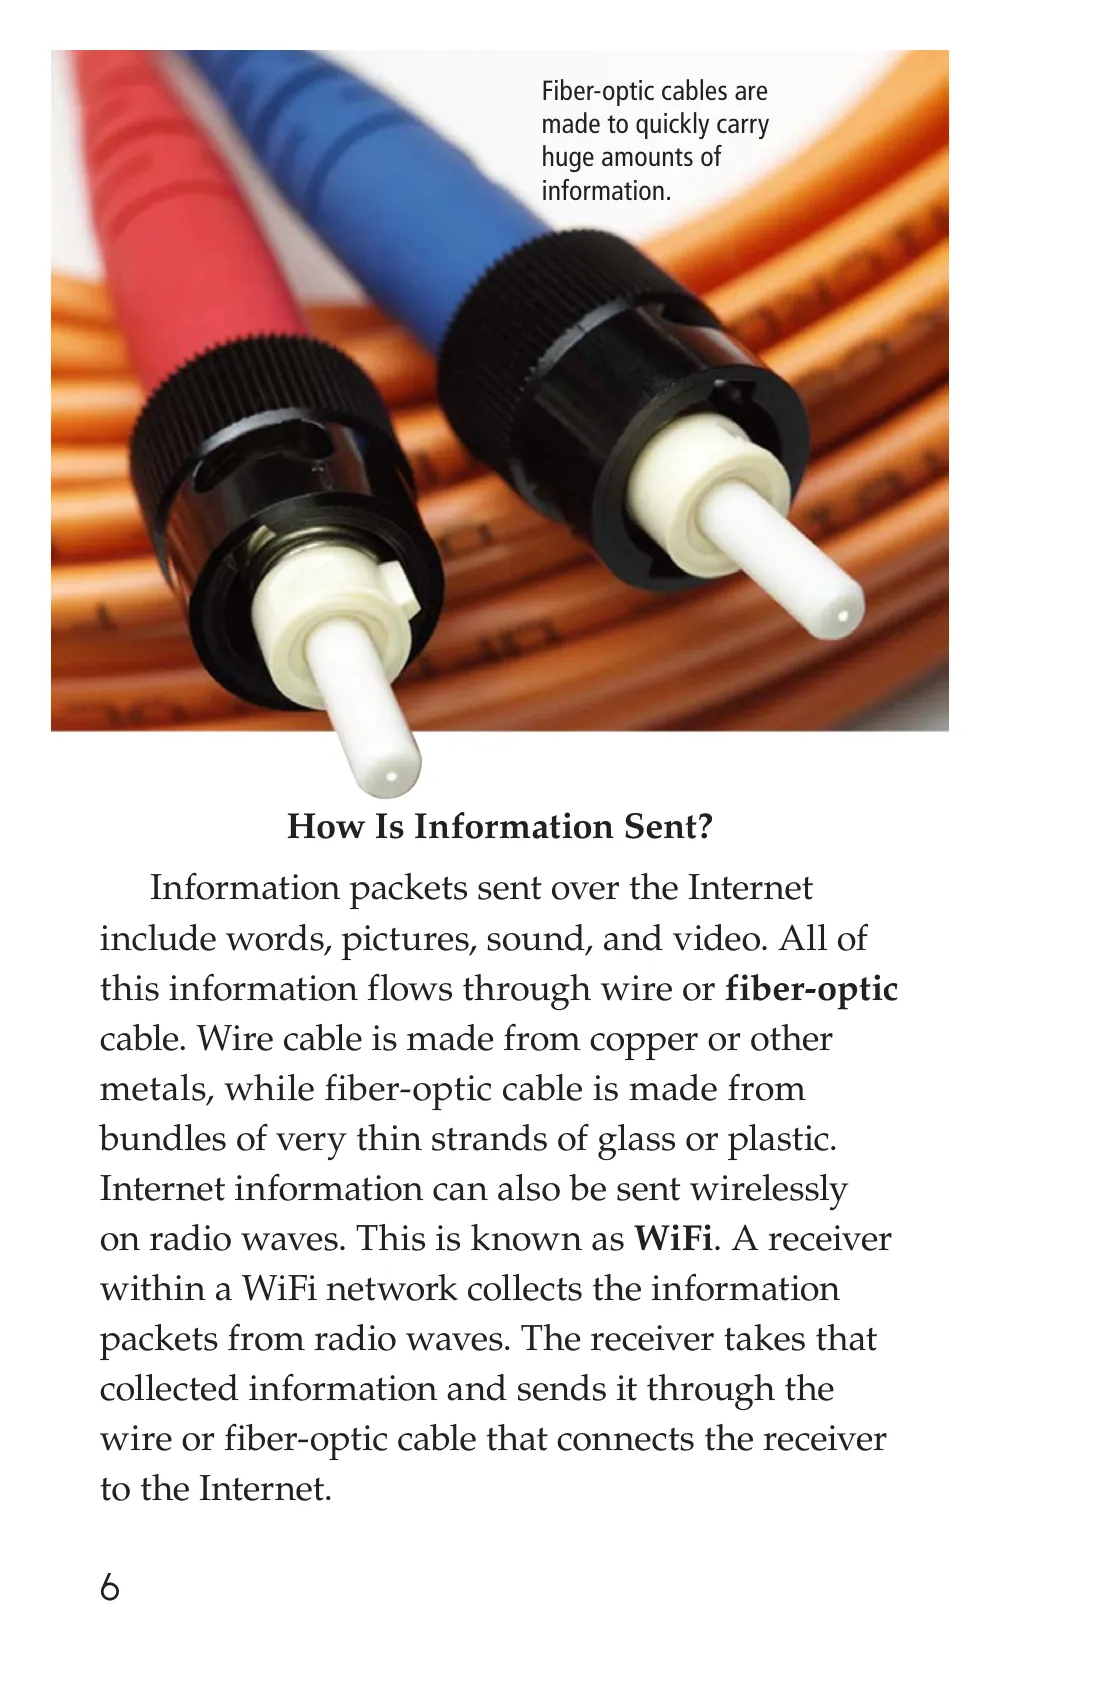 Fiber-optic cables are
made to quickly carry
huge amounts of
information.
How Is Information Sent?
Information packets sent over the Internet
include words, pictures, sound, and video. All of
this information flows through wire or fiber-optic
cable. Wire cable is made from copper or other
metals, while fiber-optic cable is made from
bundles of very thin strands of glass or plastic.
Internet information can also be sent wirelessly
on radio waves. This is known as WiFi. A receiver
within a WiFi network collects the information
packets from radio waves. The receiver takes that
collected information and sends it through the
wire or fiber-optic cable that connects the receiver
to the Internet.
6